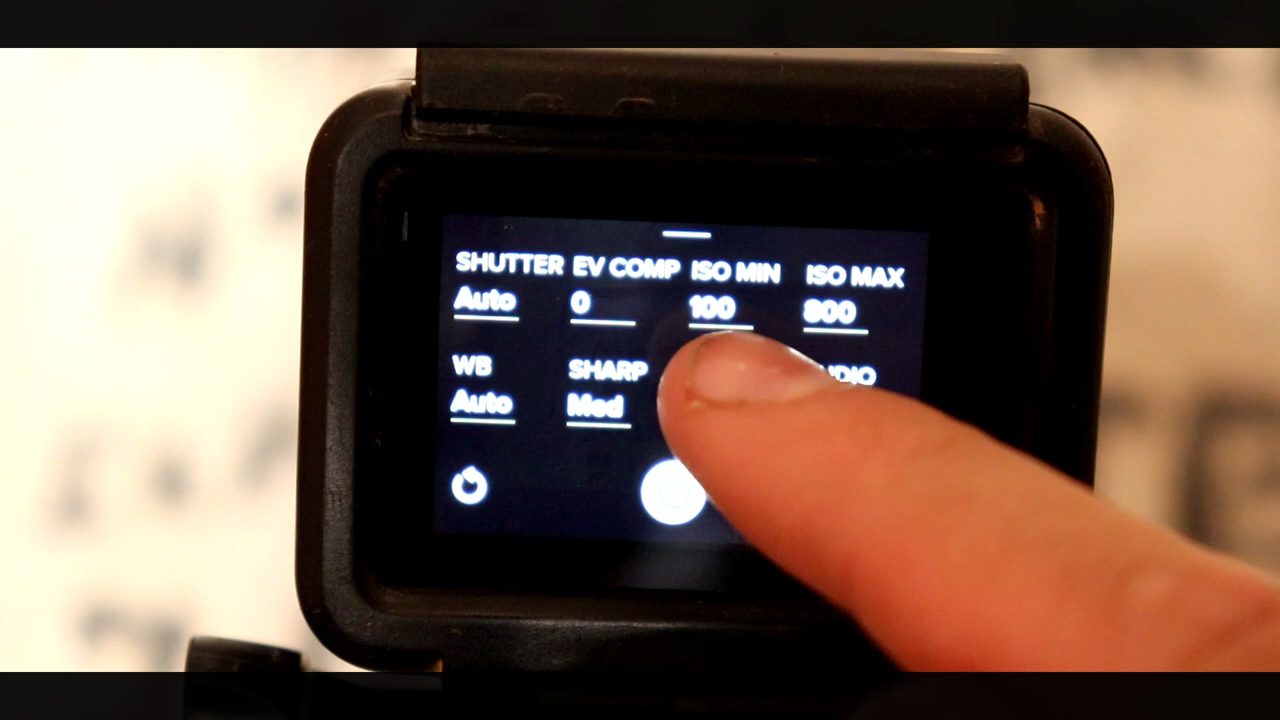 SHUTTER EV COMP ISO MIN ISO MAX
Auto 0 100 800
WB SHARP
Auto Med